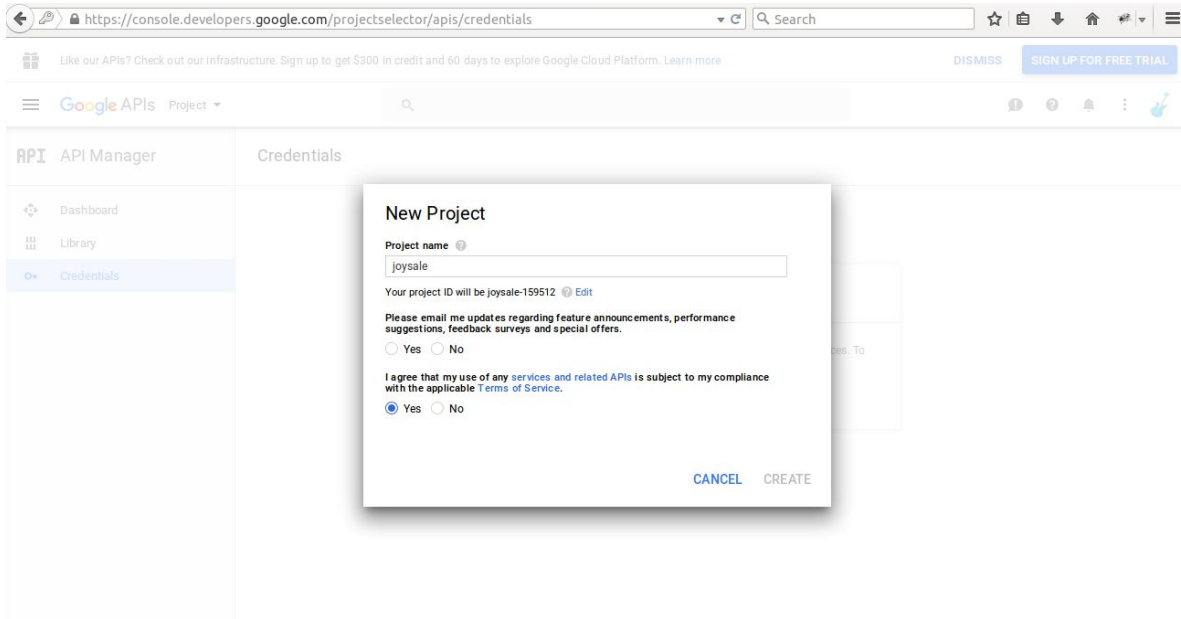 https://console.developers.google.com/projectselector/apis/credentials
Search
Like our APIs? Check out our infrastructure. Sign up to get $300 in credit and 60 days to explore Google Cloud Platform. Learn more
DISMISS
SIGN UP FOR FREE TRIAL
Google APIs Project
API API Manager
Credentials
Dashboard
Library
Credentials
New Project
Project name
joysale
Your project ID will be joysale-159512 Edit
Please email me updates regarding feature announcements, performance
suggestions, feedback surveys and special offers.
Yes No
I agree that my use of any services and related APIs is subject to my compliance
with the applicable Terms of Service.
Yes No
CANCEL CREATE
To